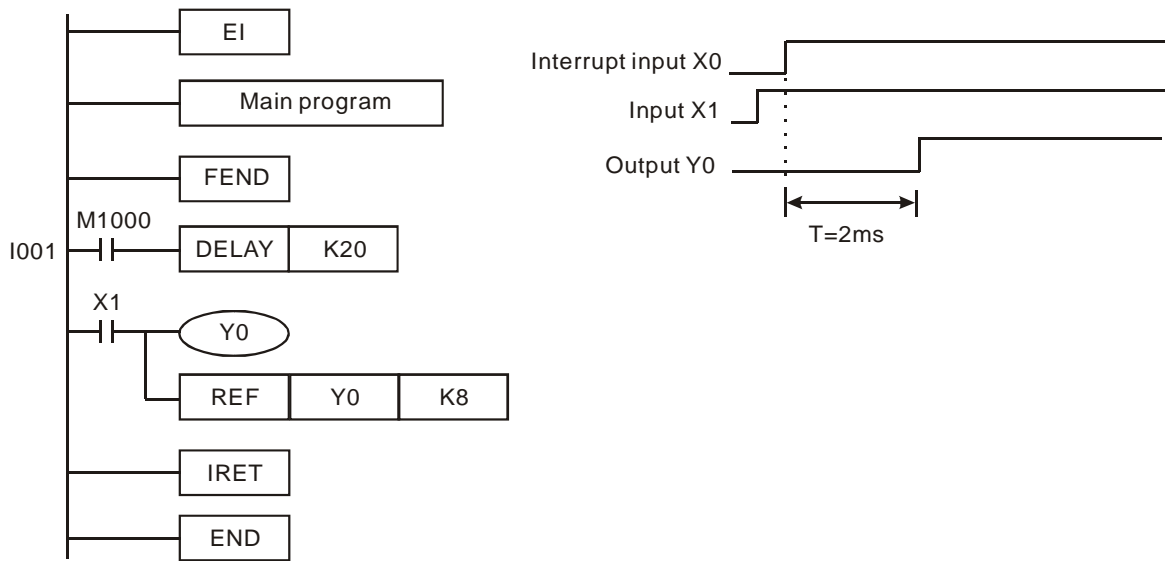 EI
Main program
FEND
M1000
I001
DELAY K20
X1
Y0
REF Y0 K8
IRET
END
Interrupt input X0
Input X1
Output Y0
T=2ms